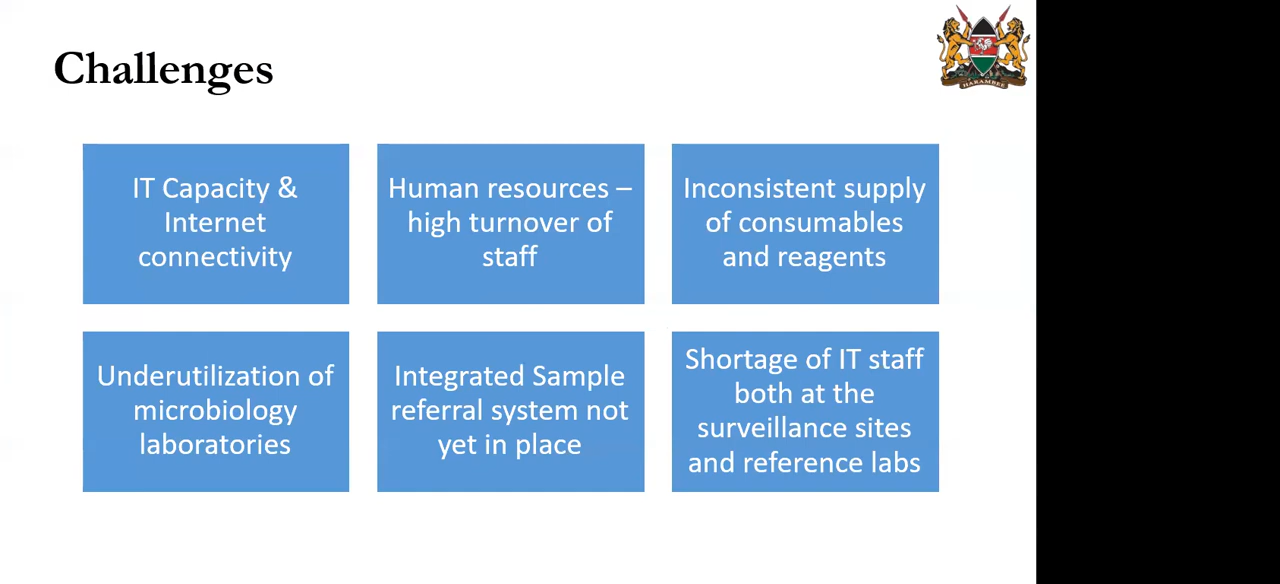 Challenges
HARAMBEE
IT Capacity &
Internet
connectivity
Human resources –
high turnover of
staff
Inconsistent supply
of consumables
and reagents
Underutilization of
microbiology
laboratories
Integrated Sample
referral system not
yet in place
Shortage of IT staff
both at the
surveillance sites
and reference labs